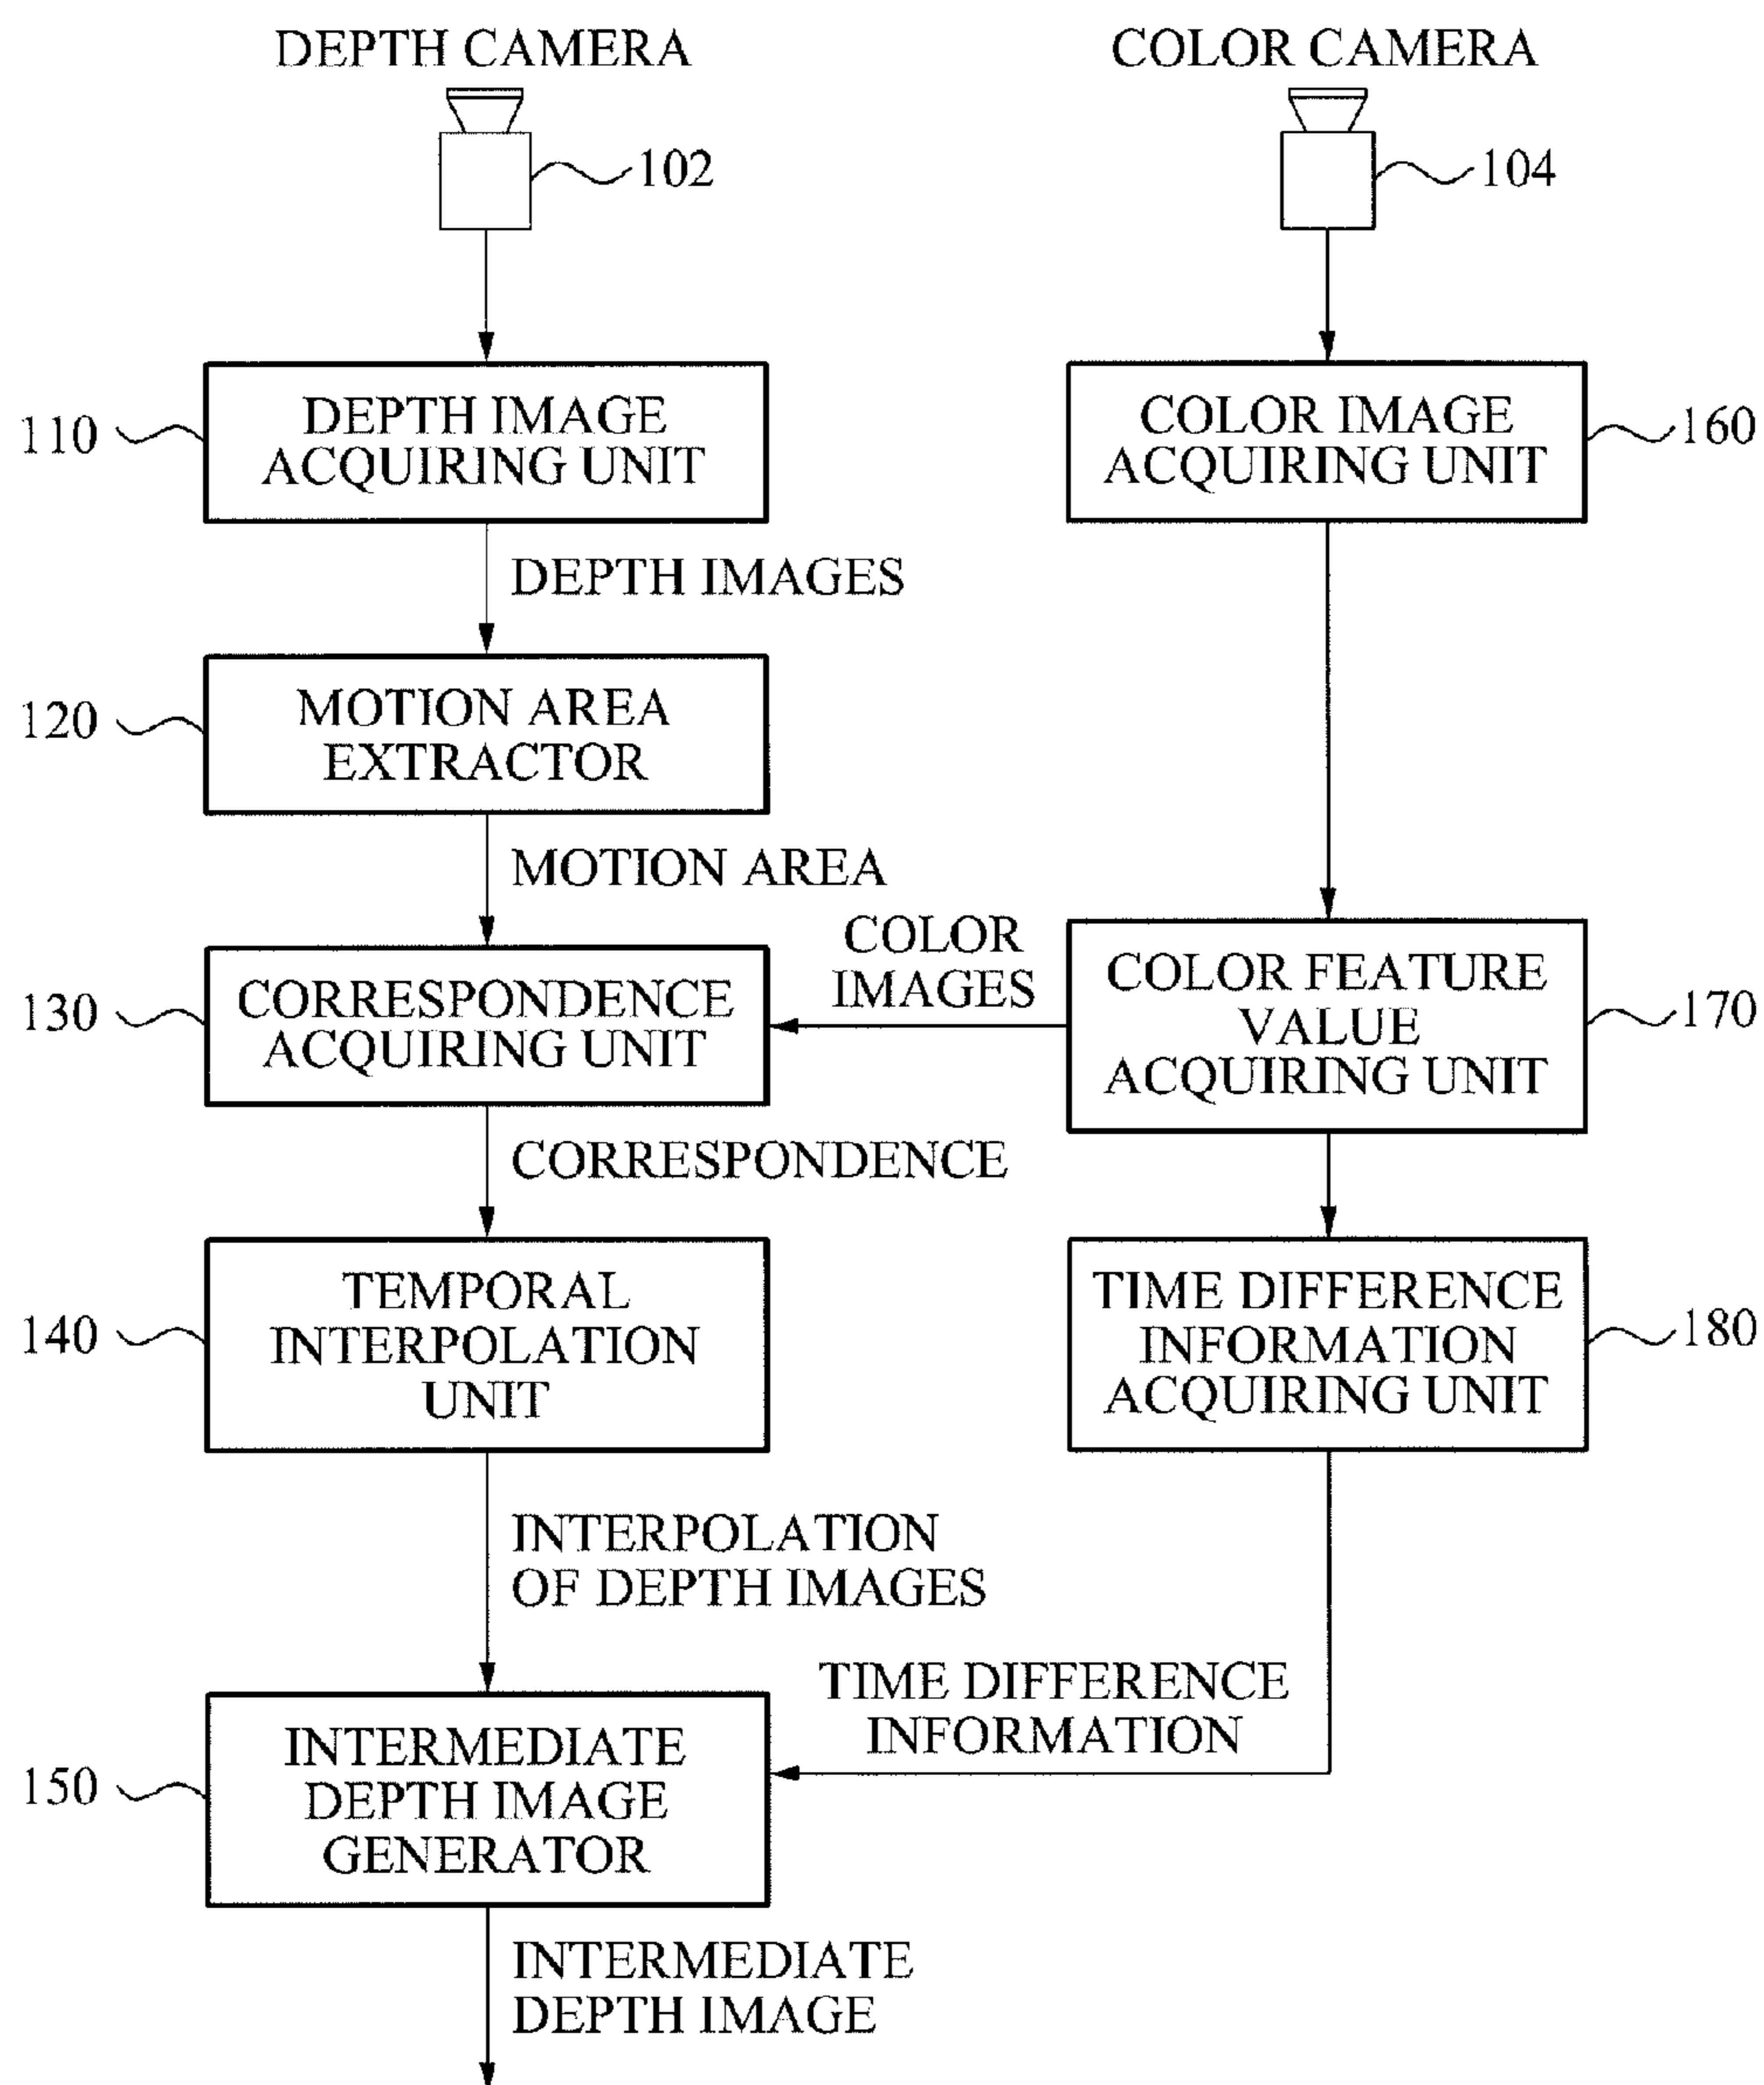 DEPTH CAMERA
COLOR CAMERA
102
104
110
DEPTH IMAGE
ACQUIRING UNIT
COLOR IMAGE
ACQUIRING UNIT
160
DEPTH IMAGES
120
MOTION AREA
EXTRACTOR
MOTION AREA
130
CORRESPONDENCE
ACQUIRING UNIT
COLOR
IMAGES
COLOR FEATURE
VALUE
ACQUIRING UNIT
170
CORRESPONDENCE
140
TEMPORAL
INTERPOLATION
UNIT
TIME DIFFERENCE
INFORMATION
ACQUIRING UNIT
180
INTERPOLATION
OF DEPTH IMAGES
TIME DIFFERENCE
INFORMATION
150
INTERMEDIATE
DEPTH IMAGE
GENERATOR
INTERMEDIATE
DEPTH IMAGE